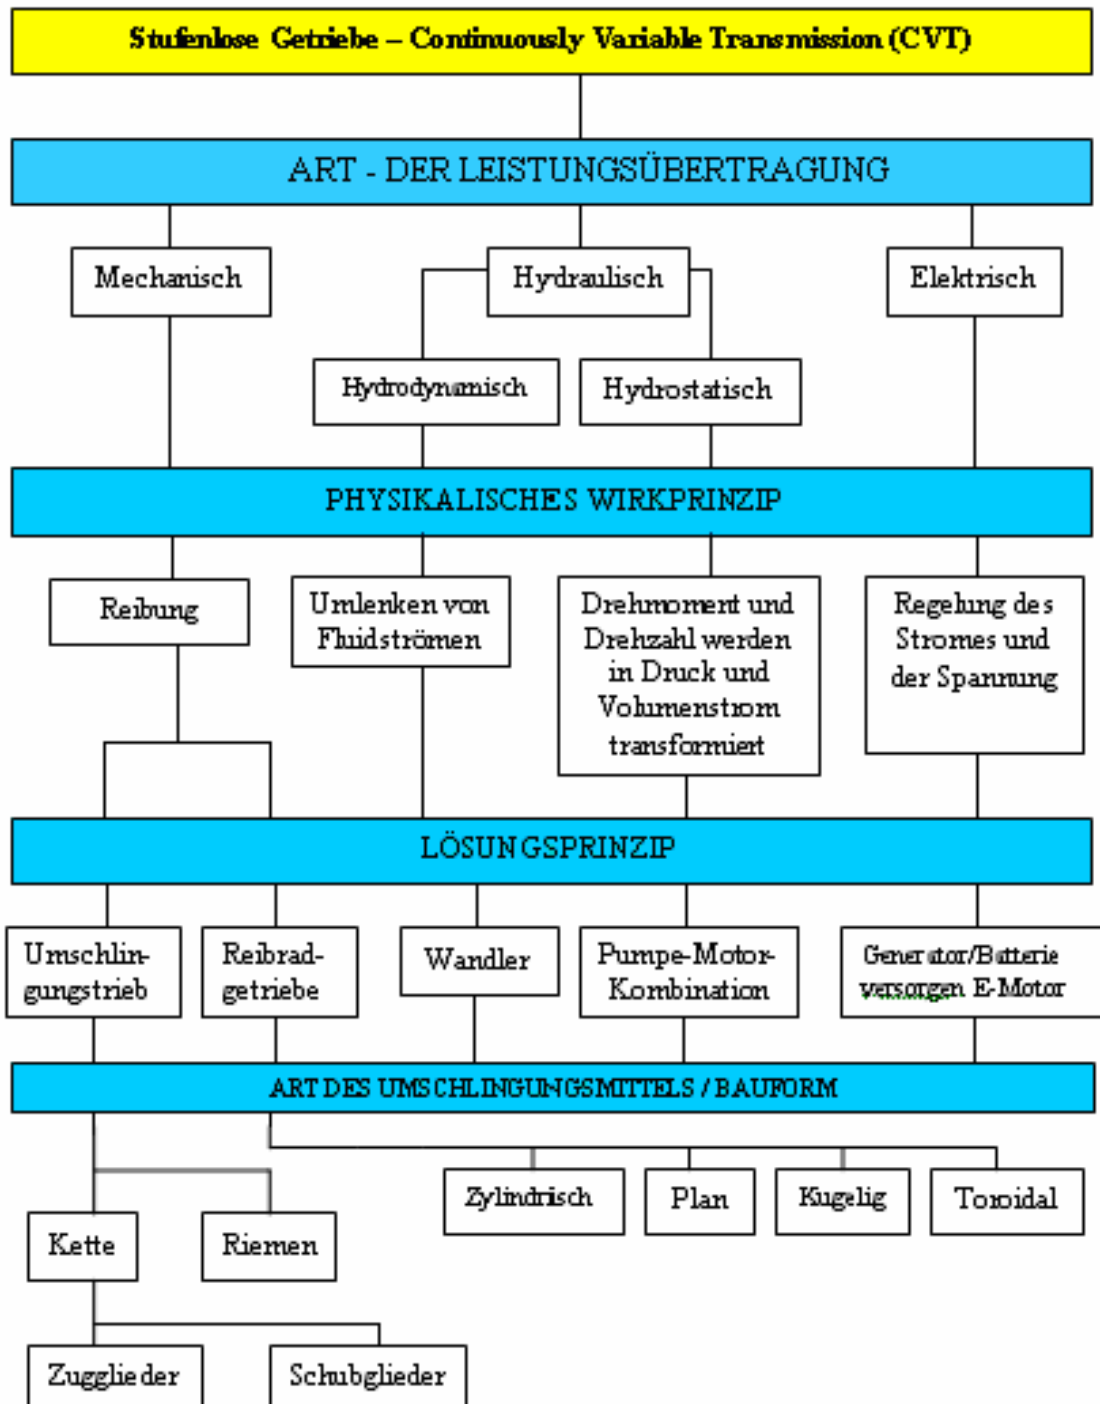 Stufenlose Getriebe – Continuously Variable Transmission (CVT)
ART - DER LEISTUNGSÜBERTRAGUNG
Mechanisch
Hydraulisch
Elektrisch
Hydrodynamisch
Hydrostatisch
PHYSIKALISCHES WIRKPRINZIP
Reibung
Umlenken von
Fluidströmen
Drehmoment und
Drehzahl werden
in Druck und
Volumenstrom
transformiert
Regelung des
Stromes und
der Spannung
LÖSUNGSPRINZIP
Umschlin-
gungstrieb
Reibrad-
getriebe
Wandler
Pumpe-Motor-
Kombination
Generator/Batterie
versorgen E-Motor
ART DES UMSCHLINGUNGSMITTELS / BAUFORM
Zylindrisch
Plan
Kugelig
Toroidal
Kette
Riemen
Zugglieder
Schubglieder